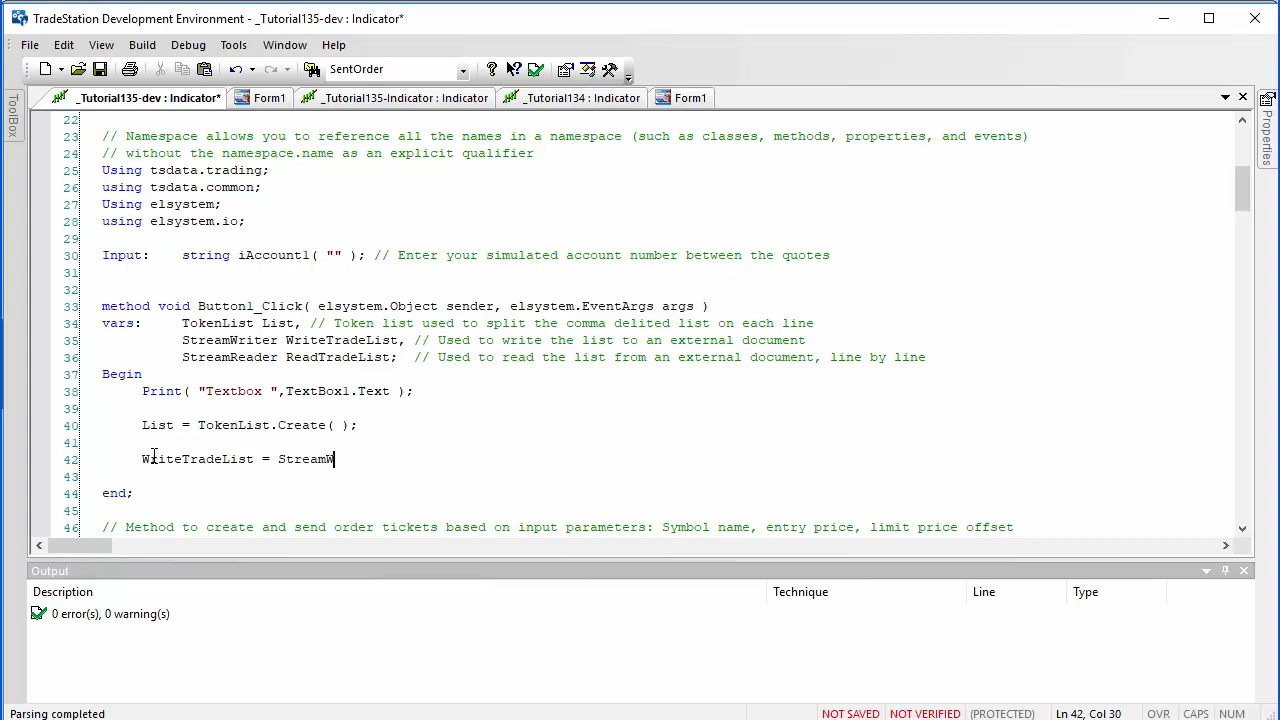 TradeStation Development Environment - _Tutorial135-dev : Indicator*
File Edit View Build Debug Tools Window Help
SentOrder
_Tutorial135-dev : Indicator* Form1 _Tutorial135-Indicator : Indicator _Tutorial134 : Indicator Form1
ToolBox
Properties
22
23 // Namespace allows you to reference all the names in a namespace (such as classes, methods, properties, and events)
24 // without the namespace.name as an explicit qualifier
25 Using tsdata.trading;
26 using tsdata.common;
27 Using elsystem;
28 using elsystem.io;
29
30 Input: string iAccount1( "" ); // Enter your simulated account number between the quotes
31
32
33 method void Button1_Click( elsystem.Object sender, elsystem.EventArgs args )
34 vars: TokenList List, // Token list used to split the comma delited list on each line
35 StreamWriter WriteTradeList, // Used to write the list to an external document
36 StreamReader ReadTradeList; // Used to read the list from an external document, line by line
37 Begin
38 Print( "Textbox ",TextBox1.Text );
39
40 List = TokenList.Create( );
41
42 WriteTradeList = StreamW
43
44 end;
45
46 // Method to create and send order tickets based on input parameters: Symbol name, entry price, limit price offset
Output
Description Technique Line Type
0 error(s), 0 warning(s)
Parsing completed NOT SAVED NOT VERIFIED (PROTECTED) Ln 42, Col 30 OVR CAPS NUM